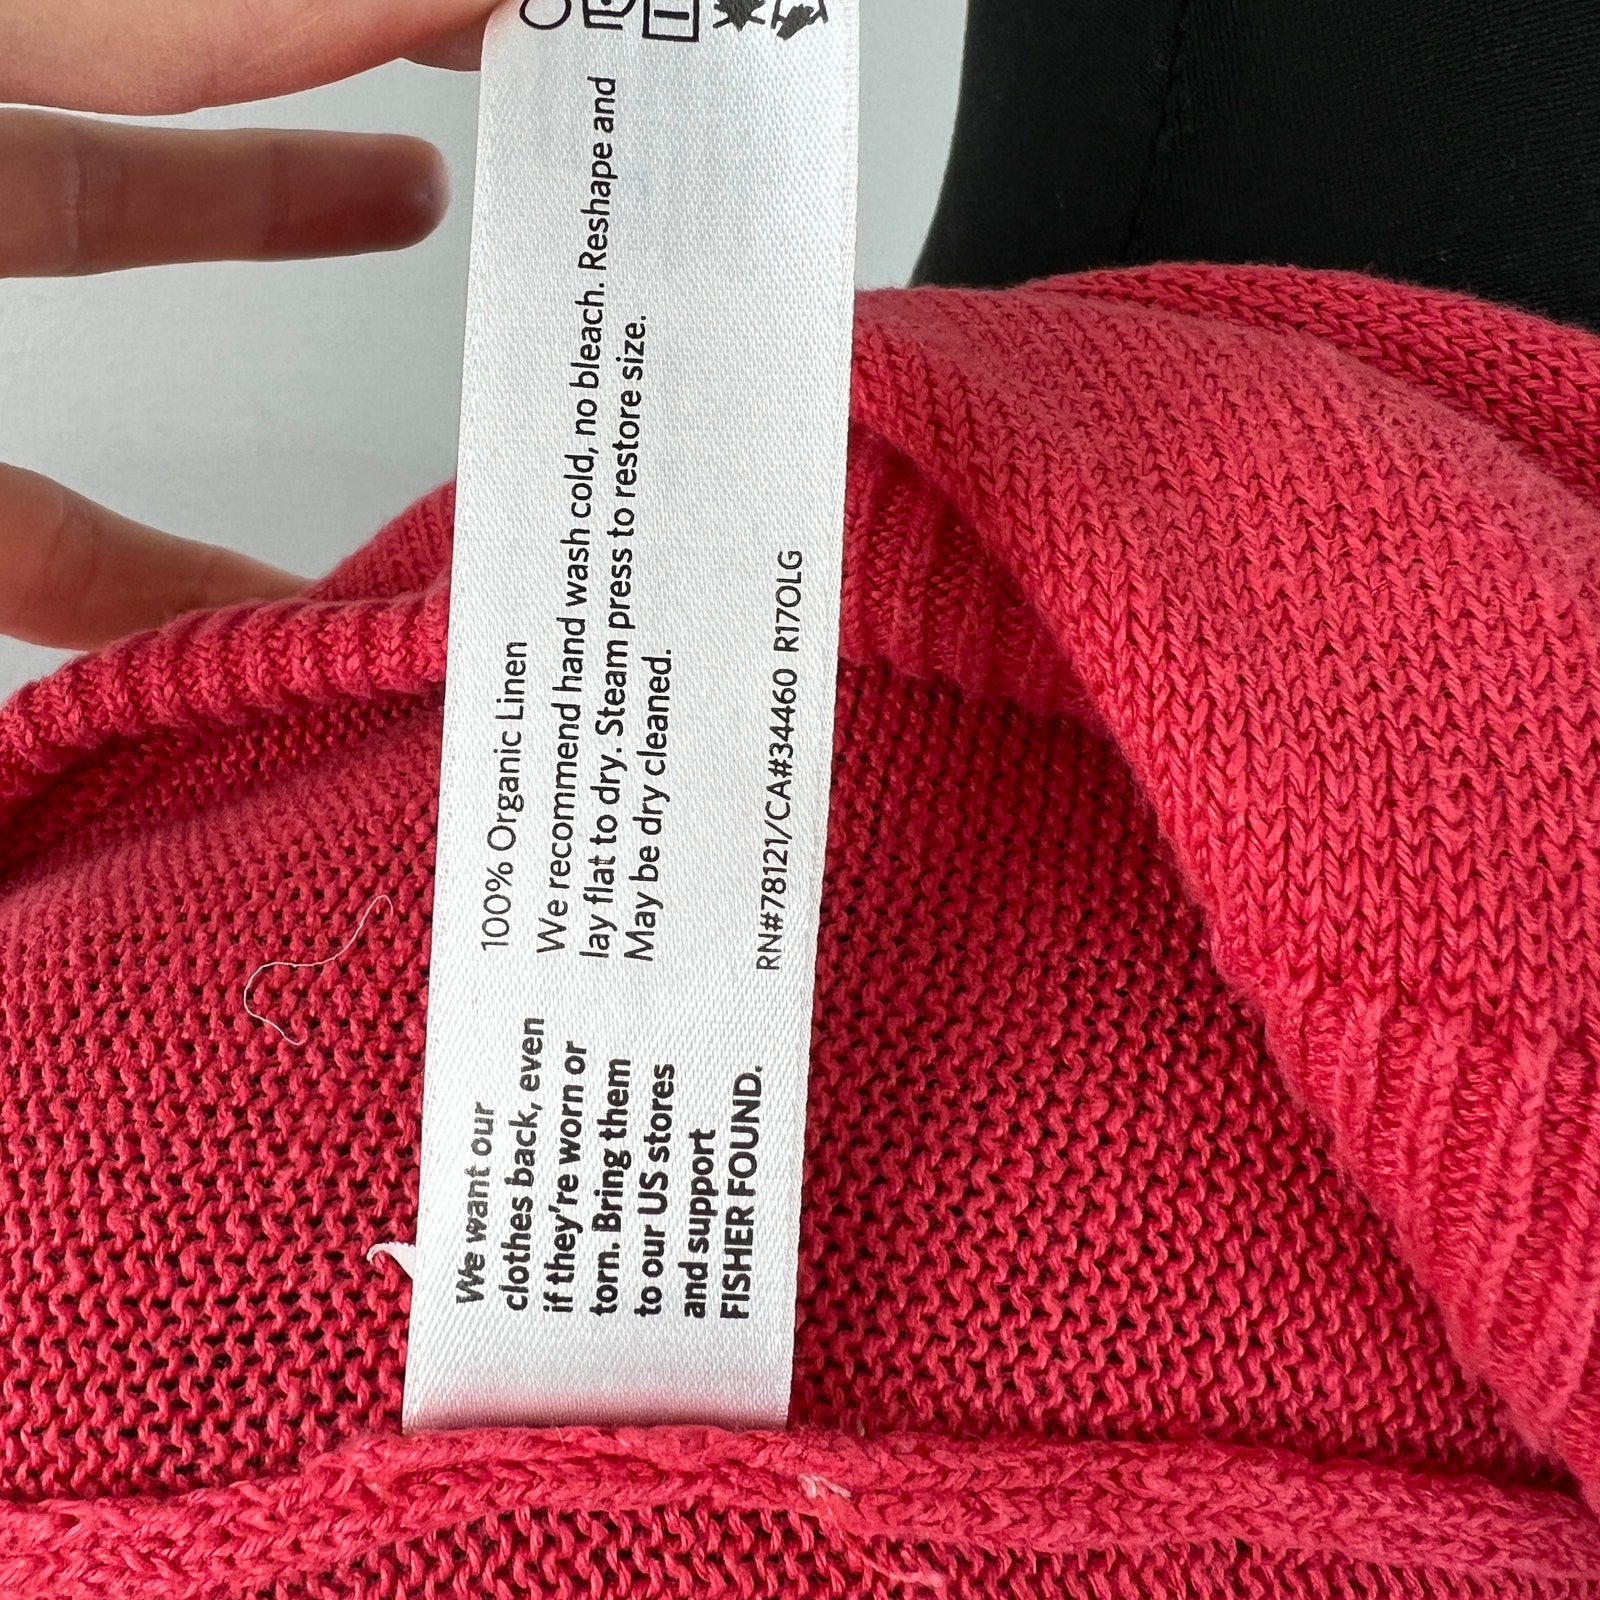 100% Organic Linen
We recommend hand wash cold, no bleach. Reshape and
lay flat to dry. Steam press to restore size.
May be dry cleaned.
RN#78121/CA#34460 R17OLG
We want our
clothes back, even
if they're worn or
torn. Bring them
to our US stores
and support
FISHER FOUND.